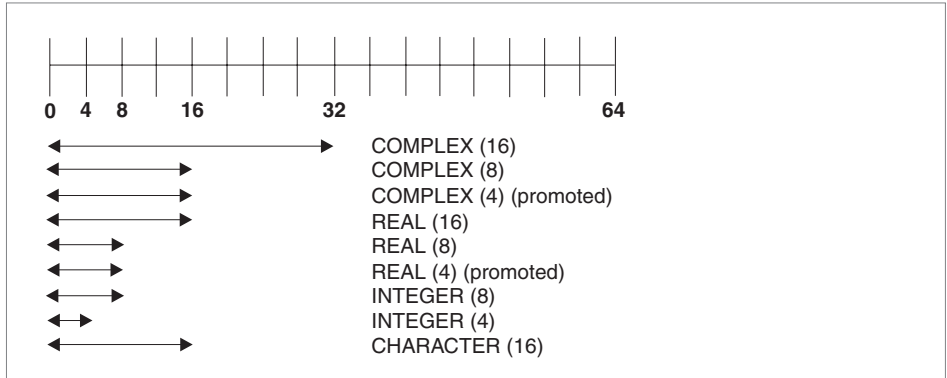 0 4 8 16 32 64
COMPLEX (16)
COMPLEX (8)
COMPLEX (4) (promoted)
REAL (16)
REAL (8)
REAL (4) (promoted)
INTEGER (8)
INTEGER (4)
CHARACTER (16)